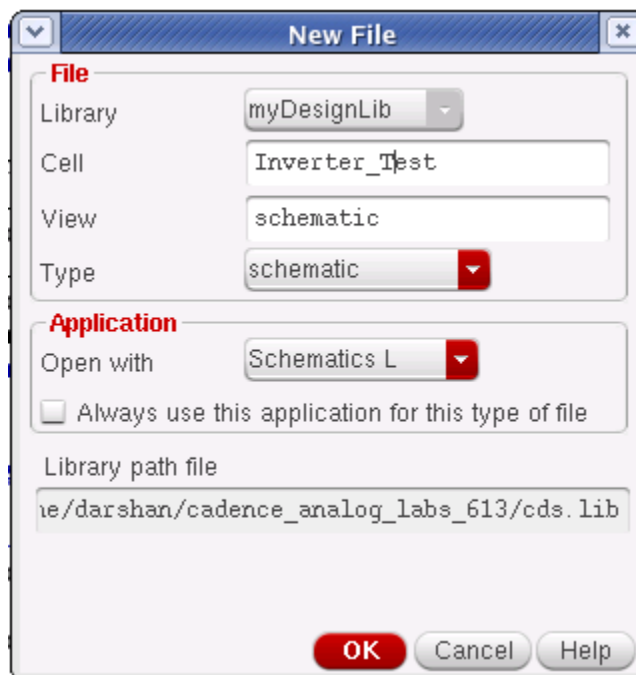 New File
File
Library myDesignLib
Cell Inverter_Test
View schematic
Type schematic
Application
Open with Schematics L
Always use this application for this type of file
Library path file
/darshan/cadence_analog_labs_613/cds.lib
OK Cancel Help